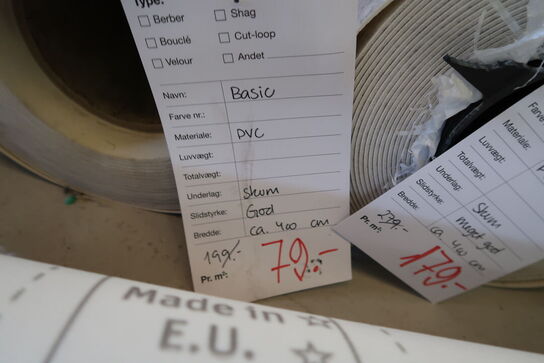 Type:
Berber
Shag
Bouclé
Cut-loop
Velour
Andet
Navn: Basic
Farve nr.:
Materiale: PVC
Luvvægt:
Totalvægt:
Underlag: Skum
Slidstyrke: God
Bredde: ca. 400 cm
Pr. m²: 199,- 79,-
Farve
Materiale:
Luvvægt:
Totalvægt:
Underlag: Skum
Slidstyrke: meget god
Bredde: ca. 400 cm
Pr. m²: 239,- 179,-
Made in
E.U.